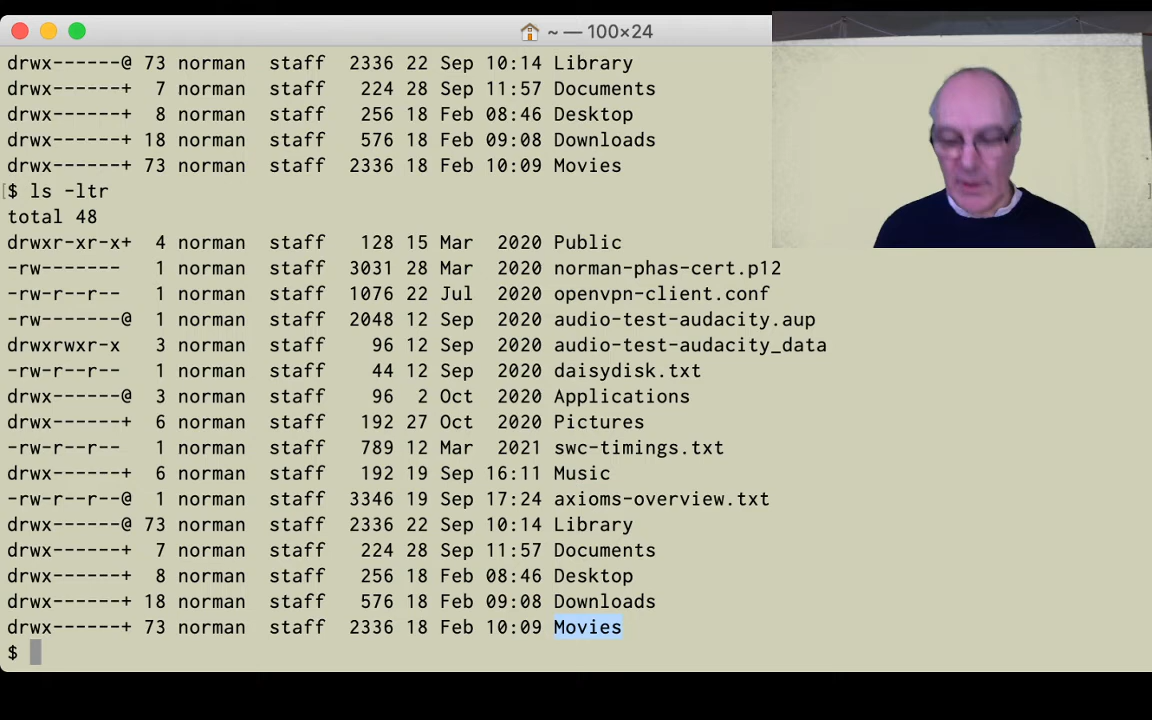 ~ — 100×24
drwx------@ 73 norman  staff  2336 22 Sep 10:14 Library
drwx------+  7 norman  staff   224 28 Sep 11:57 Documents
drwx------+  8 norman  staff   256 18 Feb 08:46 Desktop
drwx------+ 18 norman  staff   576 18 Feb 09:08 Downloads
drwx------+ 73 norman  staff  2336 18 Feb 10:09 Movies
[$ ls -ltr ]
total 48
drwxr-xr-x+  4 norman  staff   128 15 Mar  2020 Public
-rw-------   1 norman  staff  3031 28 Mar  2020 norman-phas-cert.p12
-rw-r--r--   1 norman  staff  1076 22 Jul  2020 openvpn-client.conf
-rw-------@  1 norman  staff  2048 12 Sep  2020 audio-test-audacity.aup
drwxrwxr-x   3 norman  staff    96 12 Sep  2020 audio-test-audacity_data
-rw-r--r--   1 norman  staff    44 12 Sep  2020 daisydisk.txt
drwx------@  3 norman  staff    96  2 Oct  2020 Applications
drwx------+  6 norman  staff   192 27 Oct  2020 Pictures
-rw-r--r--   1 norman  staff   789 12 Mar  2021 swc-timings.txt
drwx------+  6 norman  staff   192 19 Sep 16:11 Music
-rw-r--r--@  1 norman  staff  3346 19 Sep 17:24 axioms-overview.txt
drwx------@ 73 norman  staff  2336 22 Sep 10:14 Library
drwx------+  7 norman  staff   224 28 Sep 11:57 Documents
drwx------+  8 norman  staff   256 18 Feb 08:46 Desktop
drwx------+ 18 norman  staff   576 18 Feb 09:08 Downloads
drwx------+ 73 norman  staff  2336 18 Feb 10:09 Movies
$